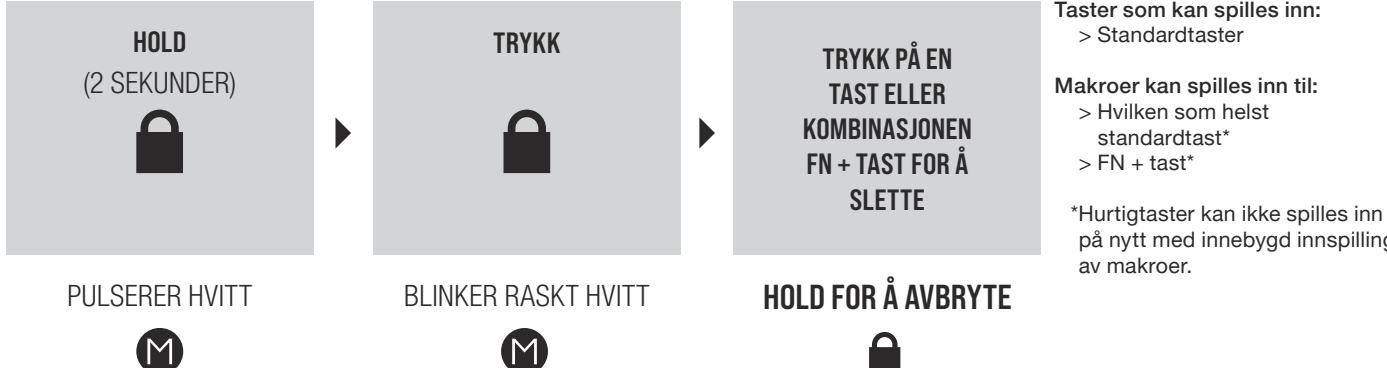 HOLD
(2 SEKUNDER)
PULSERER HVITT
M
TRYKK
BLINKER RASKT HVITT
M
TRYKK PÅ EN
TAST ELLER
KOMBINASJONEN
FN + TAST FOR Å
SLETTE
HOLD FOR Å AVBRYTE
Taster som kan spilles inn:
> Standardtaster
Makroer kan spilles inn til:
> Hvilken som helst
standardtast*
> FN + tast*
*Hurtigtaster kan ikke spilles inn
på nytt med innebygd innspilling
av makroer.